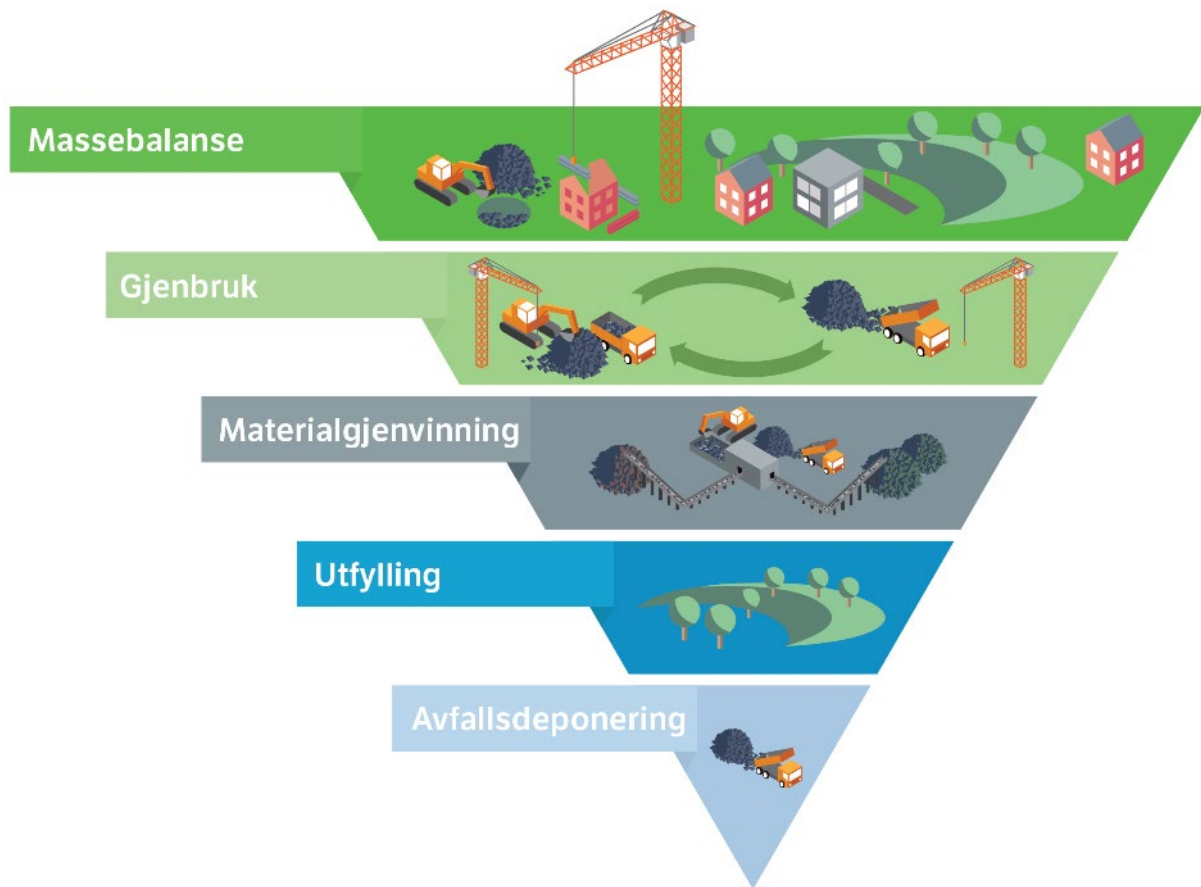 Massebalanse
Gjenbruk
Materialgjenvinning
Utfylling
Avfallsdeponering